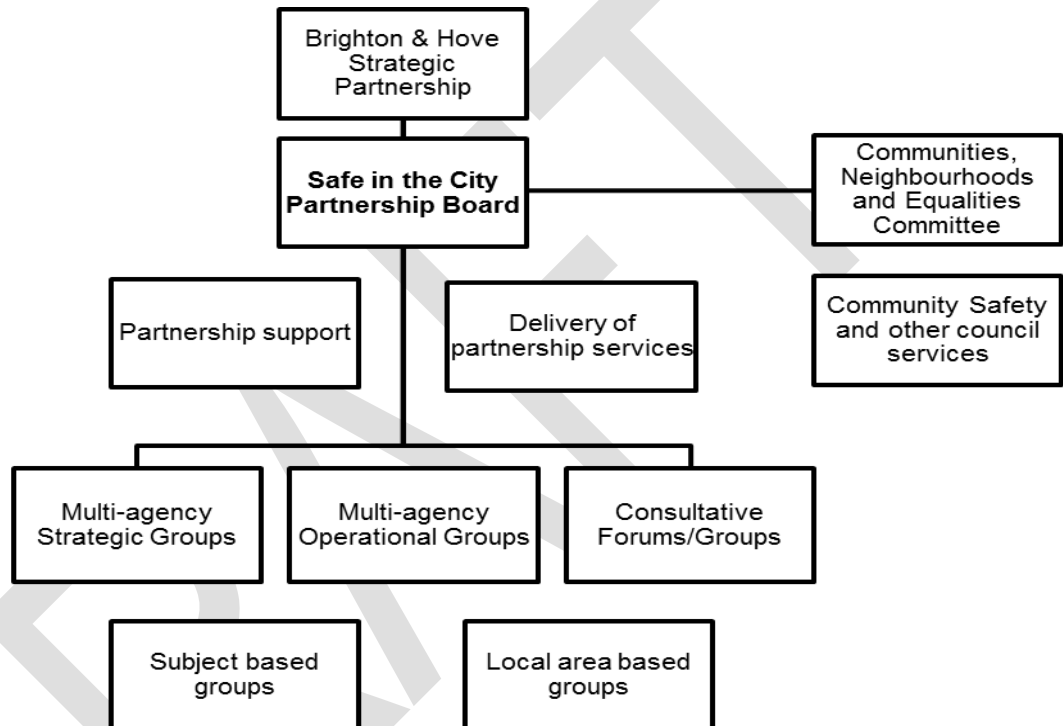 Brighton & Hove
Strategic
Partnership
Safe in the City
Partnership Board
Communities,
Neighbourhoods
and Equalities
Committee
Partnership support
Delivery of
partnership services
Community Safety
and other council
services
Multi-agency
Strategic Groups
Multi-agency
Operational Groups
Consultative
Forums/Groups
Subject based
groups
Local area based
groups